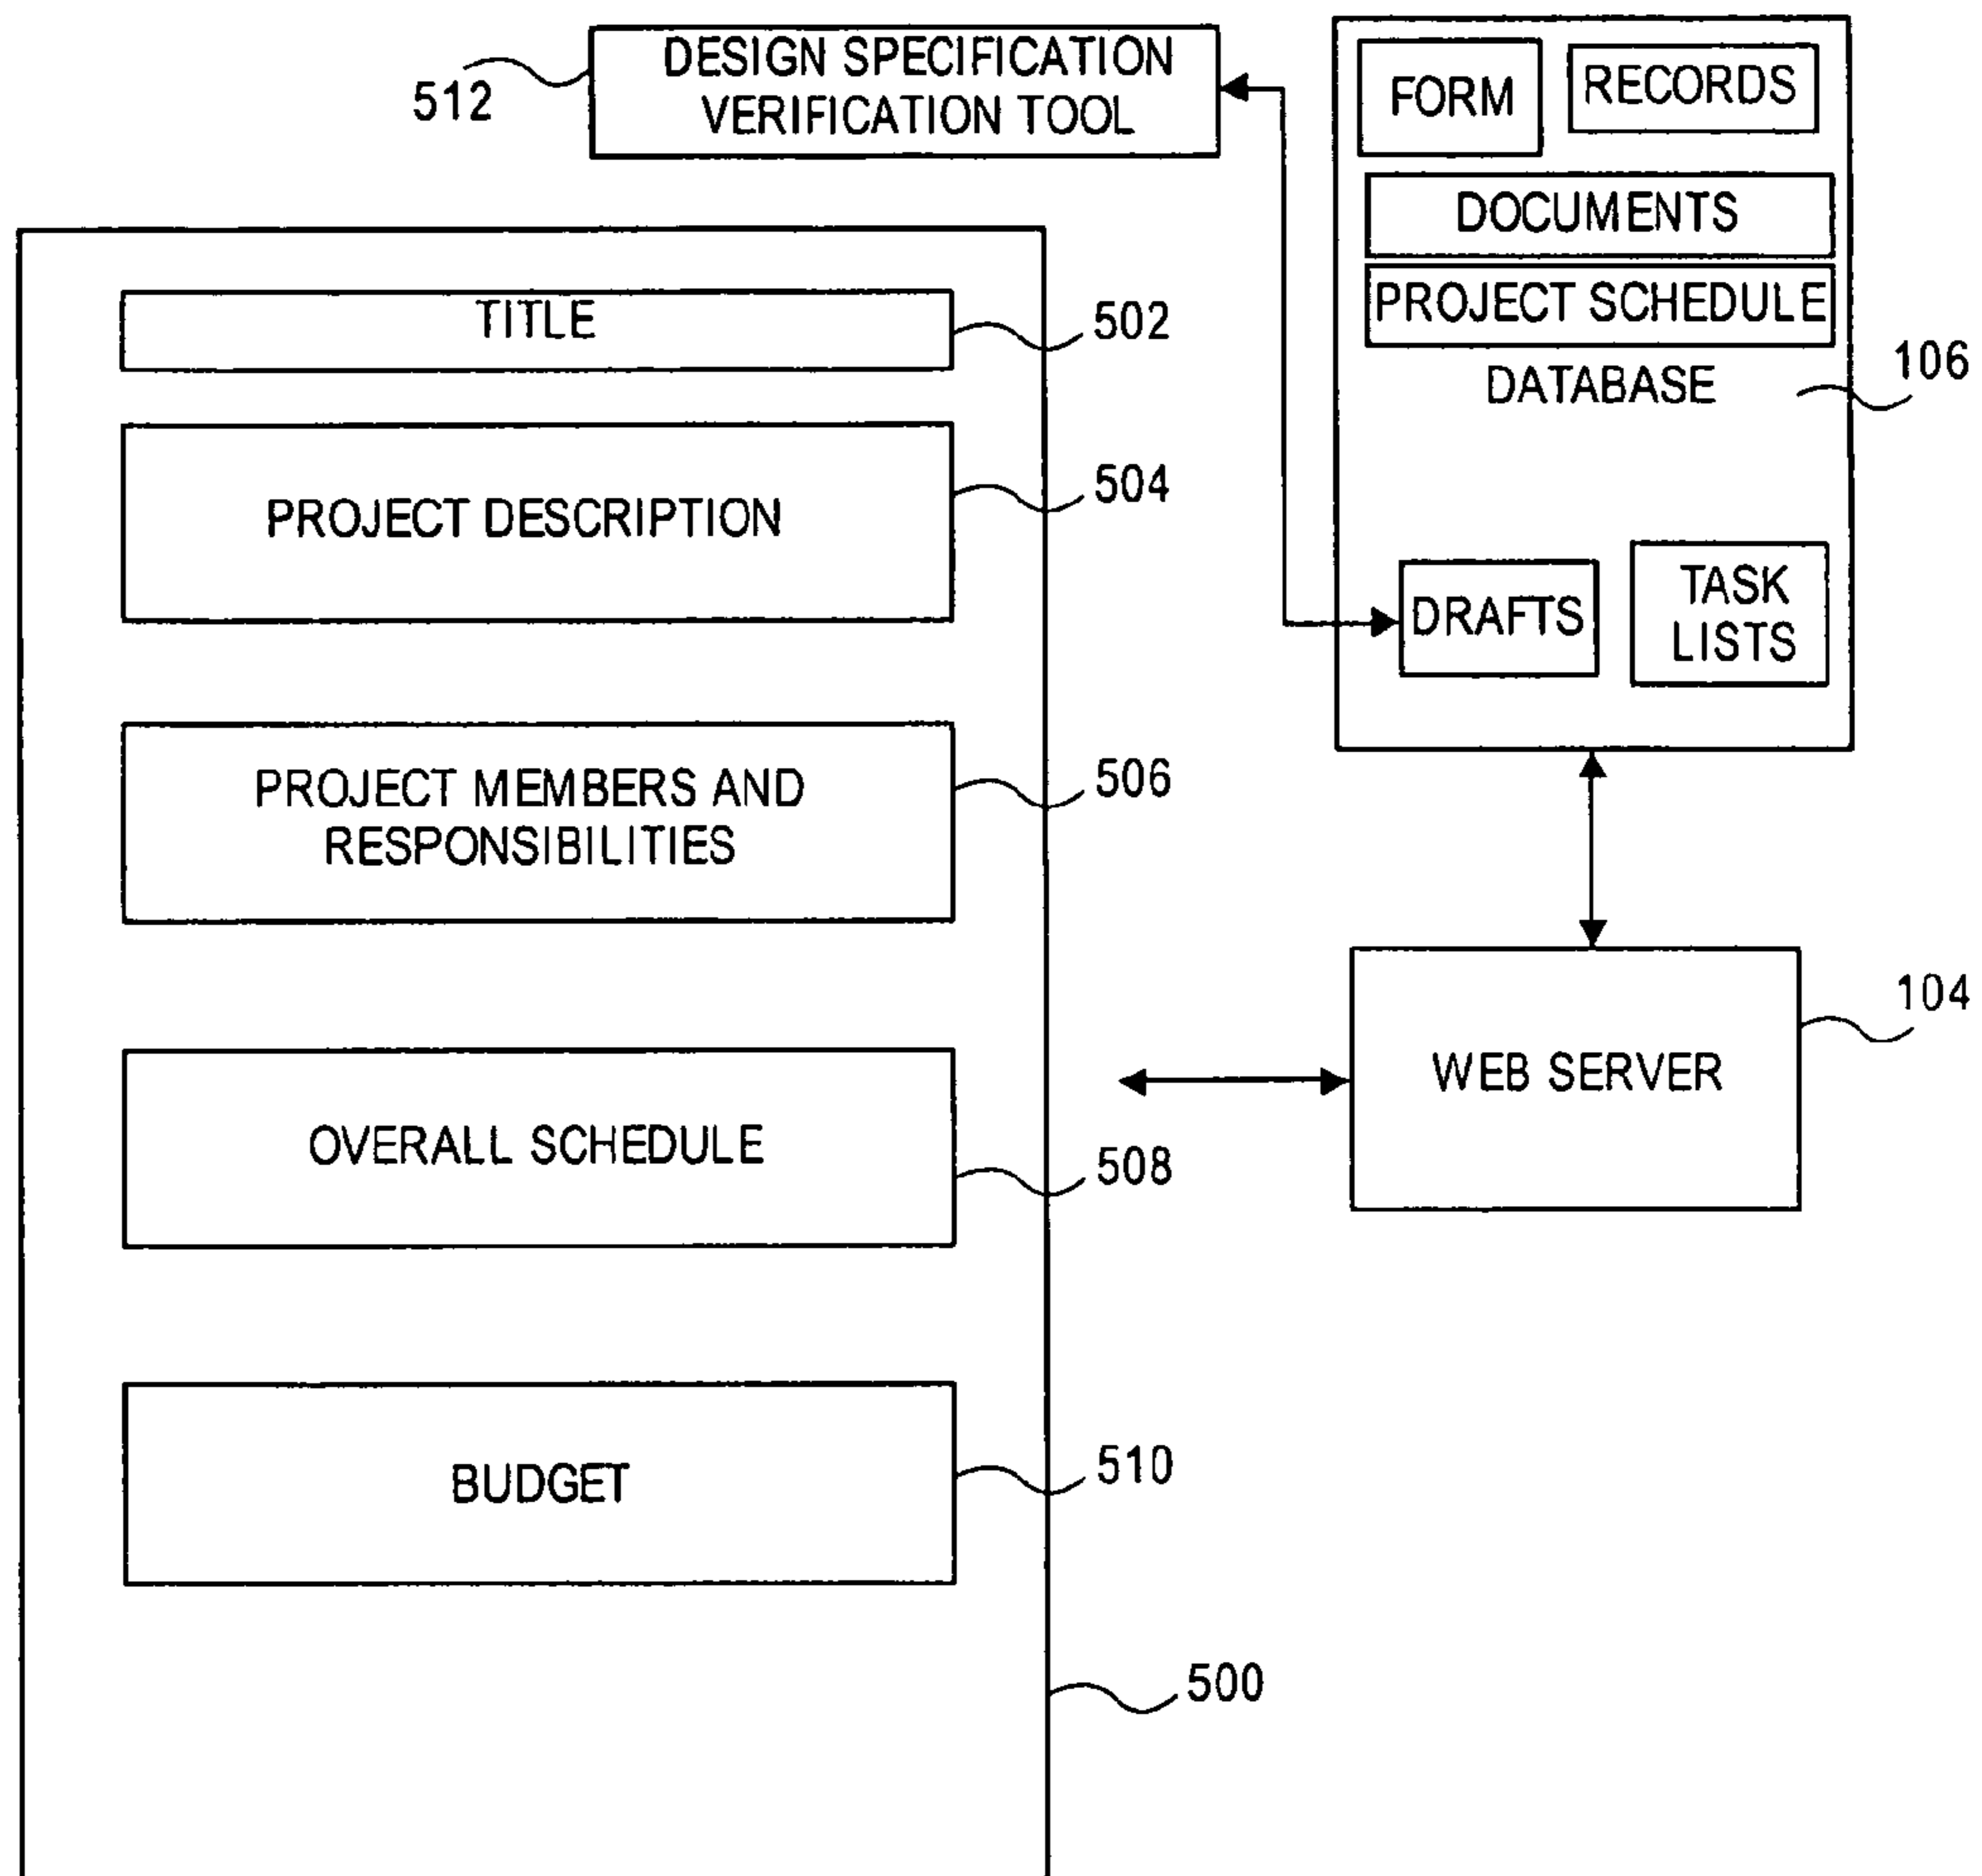 DESIGN SPECIFICATION
VERIFICATION TOOL
512
FORM
RECORDS
DOCUMENTS
PROJECT SCHEDULE
DATABASE
106
DRAFTS
TASK
LISTS
TITLE
502
PROJECT DESCRIPTION
504
PROJECT MEMBERS AND
RESPONSIBILITIES
506
WEB SERVER
104
OVERALL SCHEDULE
508
BUDGET
510
500